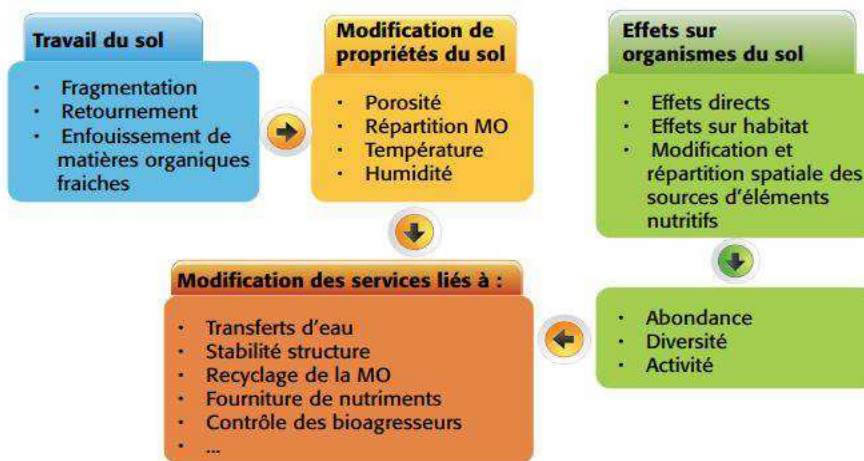 Travail du sol
• Fragmentation
• Retournement
• Enfouissement de
matières organiques
fraiches
Modification de
propriétés du sol
• Porosité
• Répartition MO
• Température
• Humidité
Effets sur
organismes du sol
• Effets directs
• Effets sur habitat
• Modification et
répartition spatiale des
sources d'éléments
nutritifs
Modification des services liés à :
• Transferts d'eau
• Stabilité structure
• Recyclage de la MO
• Fourniture de nutriments
• Contrôle des bioagresseurs
• ...
• Abondance
• Diversité
• Activité